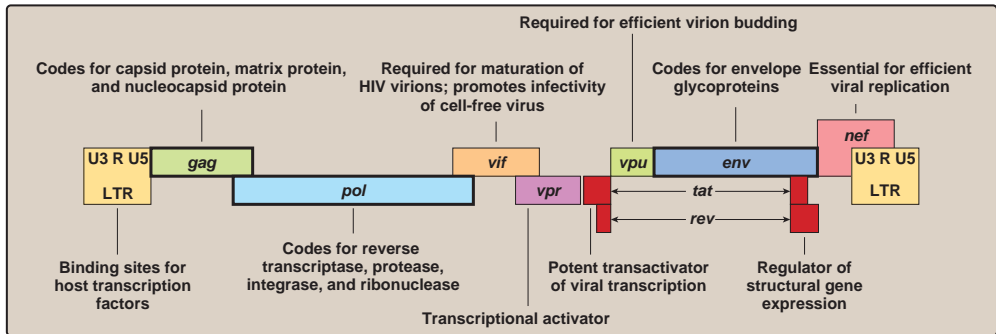 Required for efficient virion budding
Codes for capsid protein, matrix protein,
and nucleocapsid protein
Required for maturation of
HIV virions; promotes infectivity
of cell-free virus
Codes for envelope
glycoproteins
Essential for efficient
viral replication
U3 R U5
LTR
gag
pol
vif
vpr
vpu
env
tat
rev
nef
U3 R U5
LTR
Binding sites for
host transcription
factors
Codes for reverse
transcriptase, protease,
integrase, and ribonuclease
Transcriptional activator
Potent transactivator
of viral transcription
Regulator of
structural gene
expression